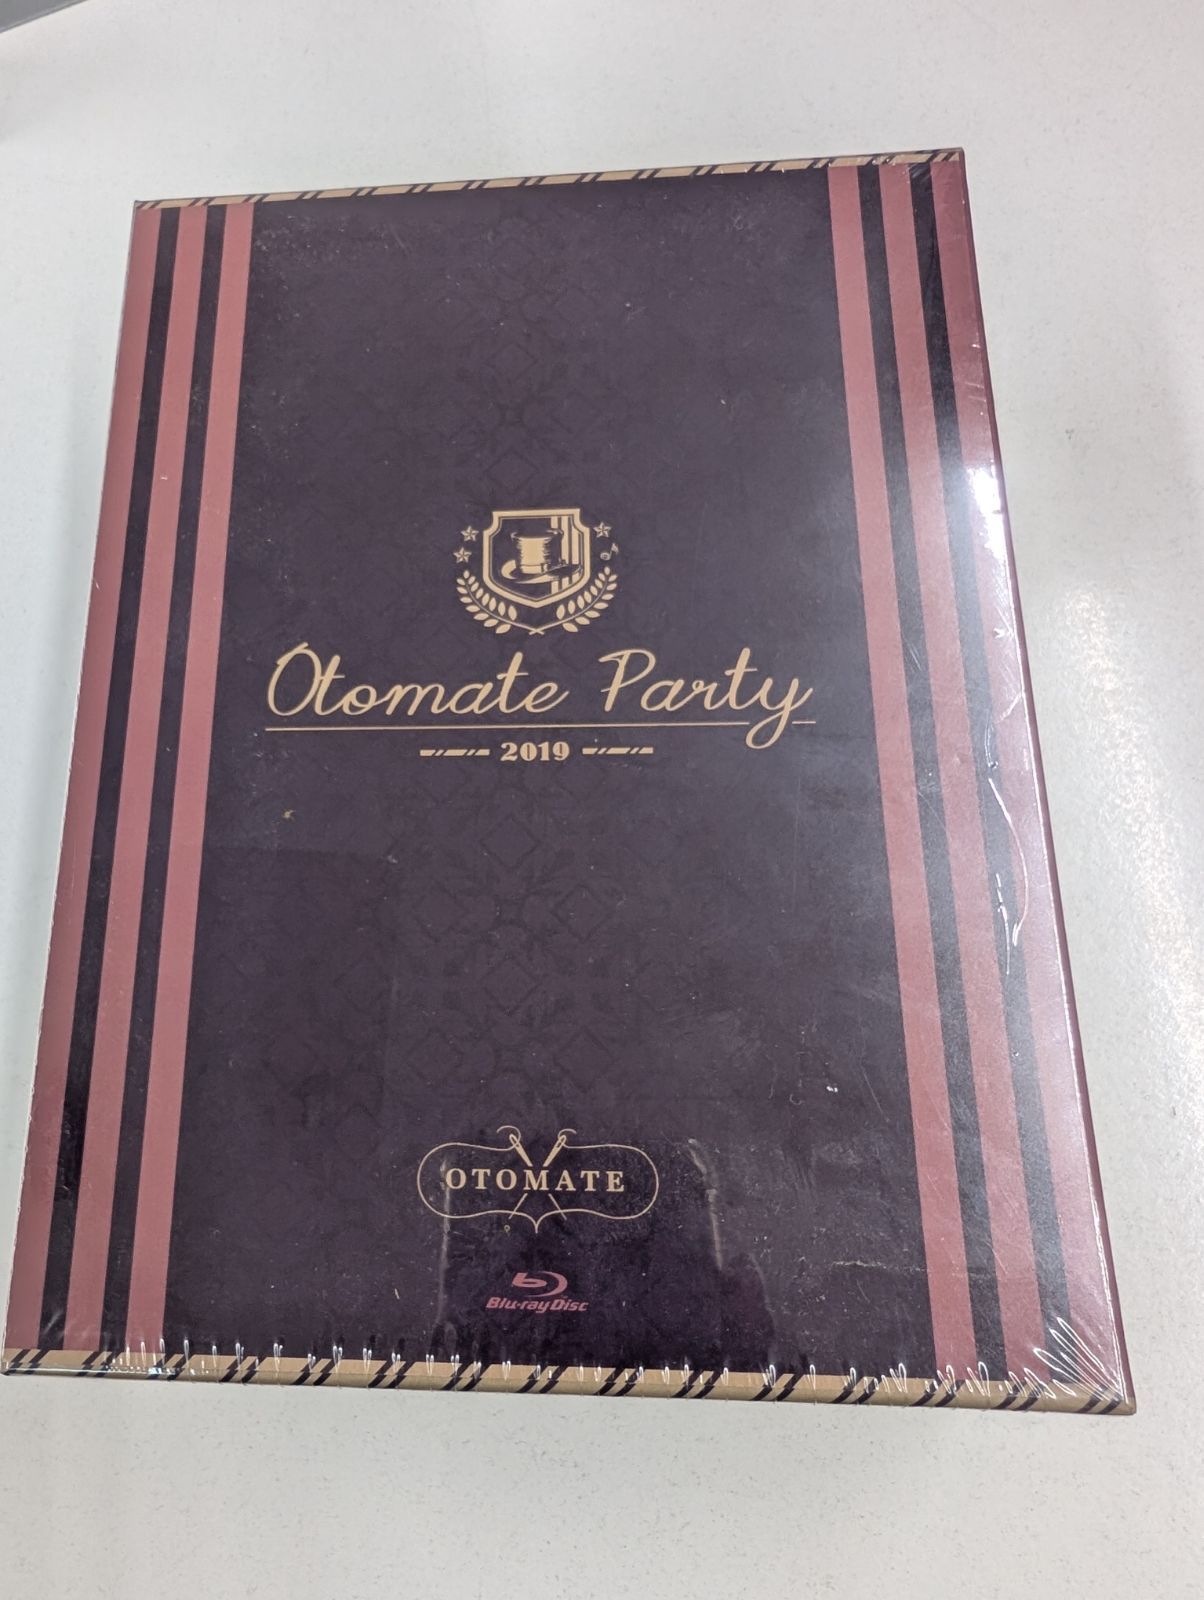 Otomate Party
2019
OTOMATE
Blu-ray Disc